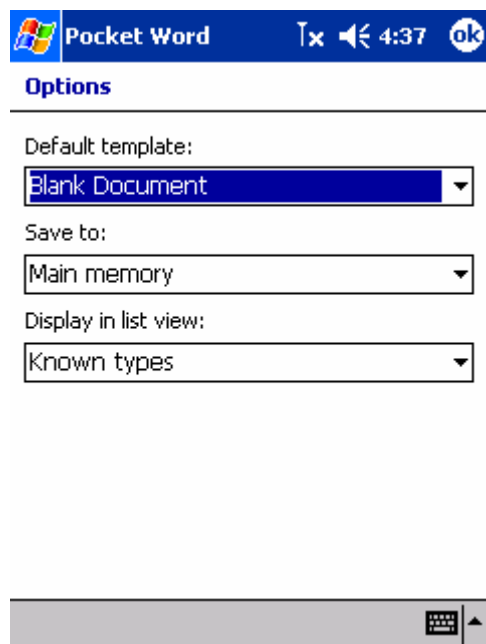 Pocket Word 4:37 ok
Options
Default template:
Blank Document
Save to:
Main memory
Display in list view:
Known types